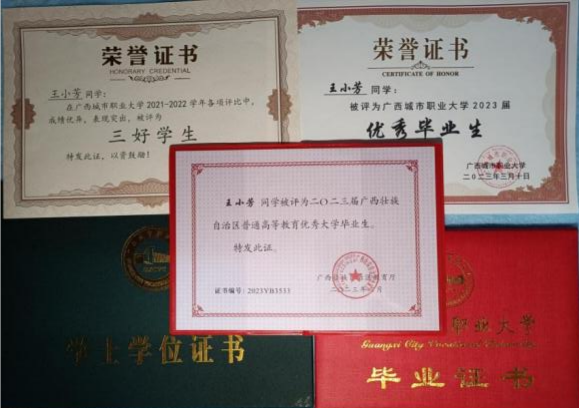 荣誉证书
HONORARY CREDENTIAL
王小芳 同学：
在广西城市职业大学2021-2022学年各项评比中，
成绩优异，表现突出，被评为
三好学生
特发此证，以资鼓励！
荣誉证书
CERTIFICATE OF HONOR
王小芳 同学：
被评为广西城市职业大学2023届
优秀毕业生
广西城市职业大学
二〇二三年三月十日
王小芳 同学被评为二〇二三届广西壮族
自治区普通高等教育优秀大学毕业生。
特发此证。
证书编号：2023YB1533
学士学位证书
职业大学
Guangxi City Vocational University
毕业证书